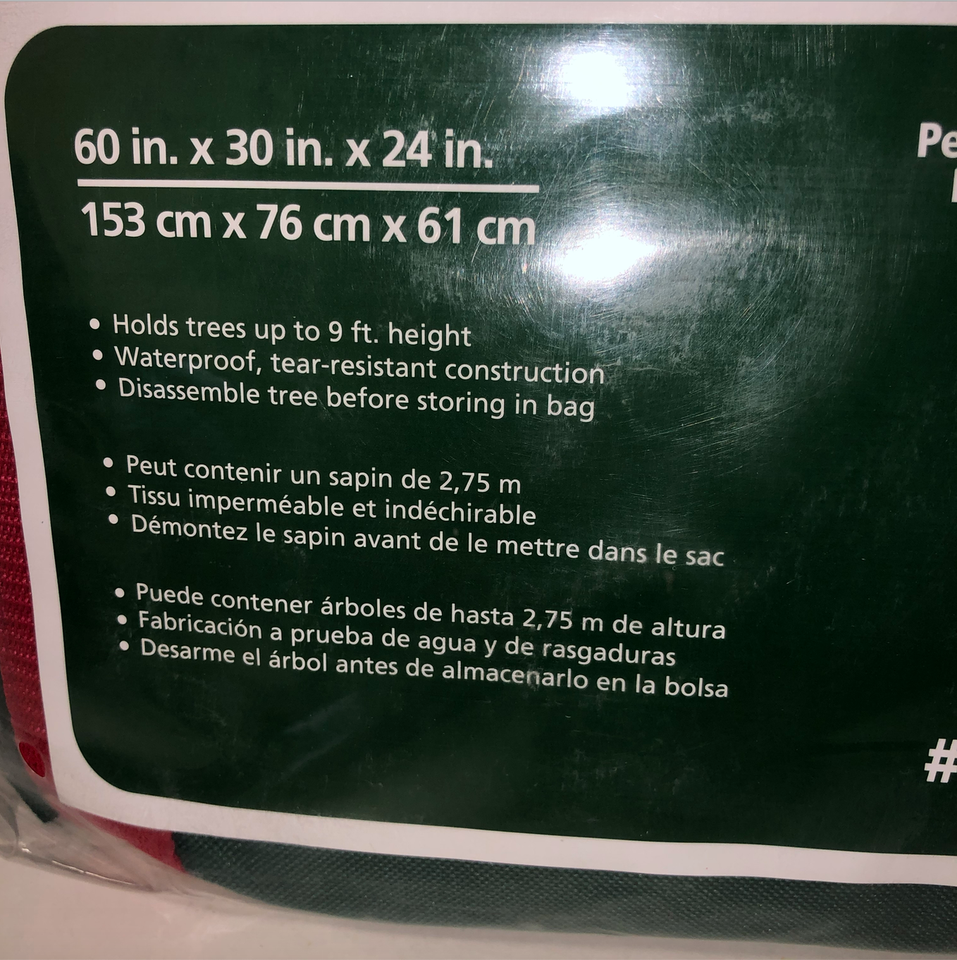 60 in. x 30 in. x 24 in.
153 cm x 76 cm x 61 cm
• Holds trees up to 9 ft. height
• Waterproof, tear-resistant construction
• Disassemble tree before storing in bag
• Peut contenir un sapin de 2,75 m
• Tissu imperméable et indéchirable
• Démontez le sapin avant de le mettre dans le sac
• Puede contener árboles de hasta 2,75 m de altura
• Fabricación a prueba de agua y de rasgaduras
• Desarme el árbol antes de almacenarlo en la bolsa
#